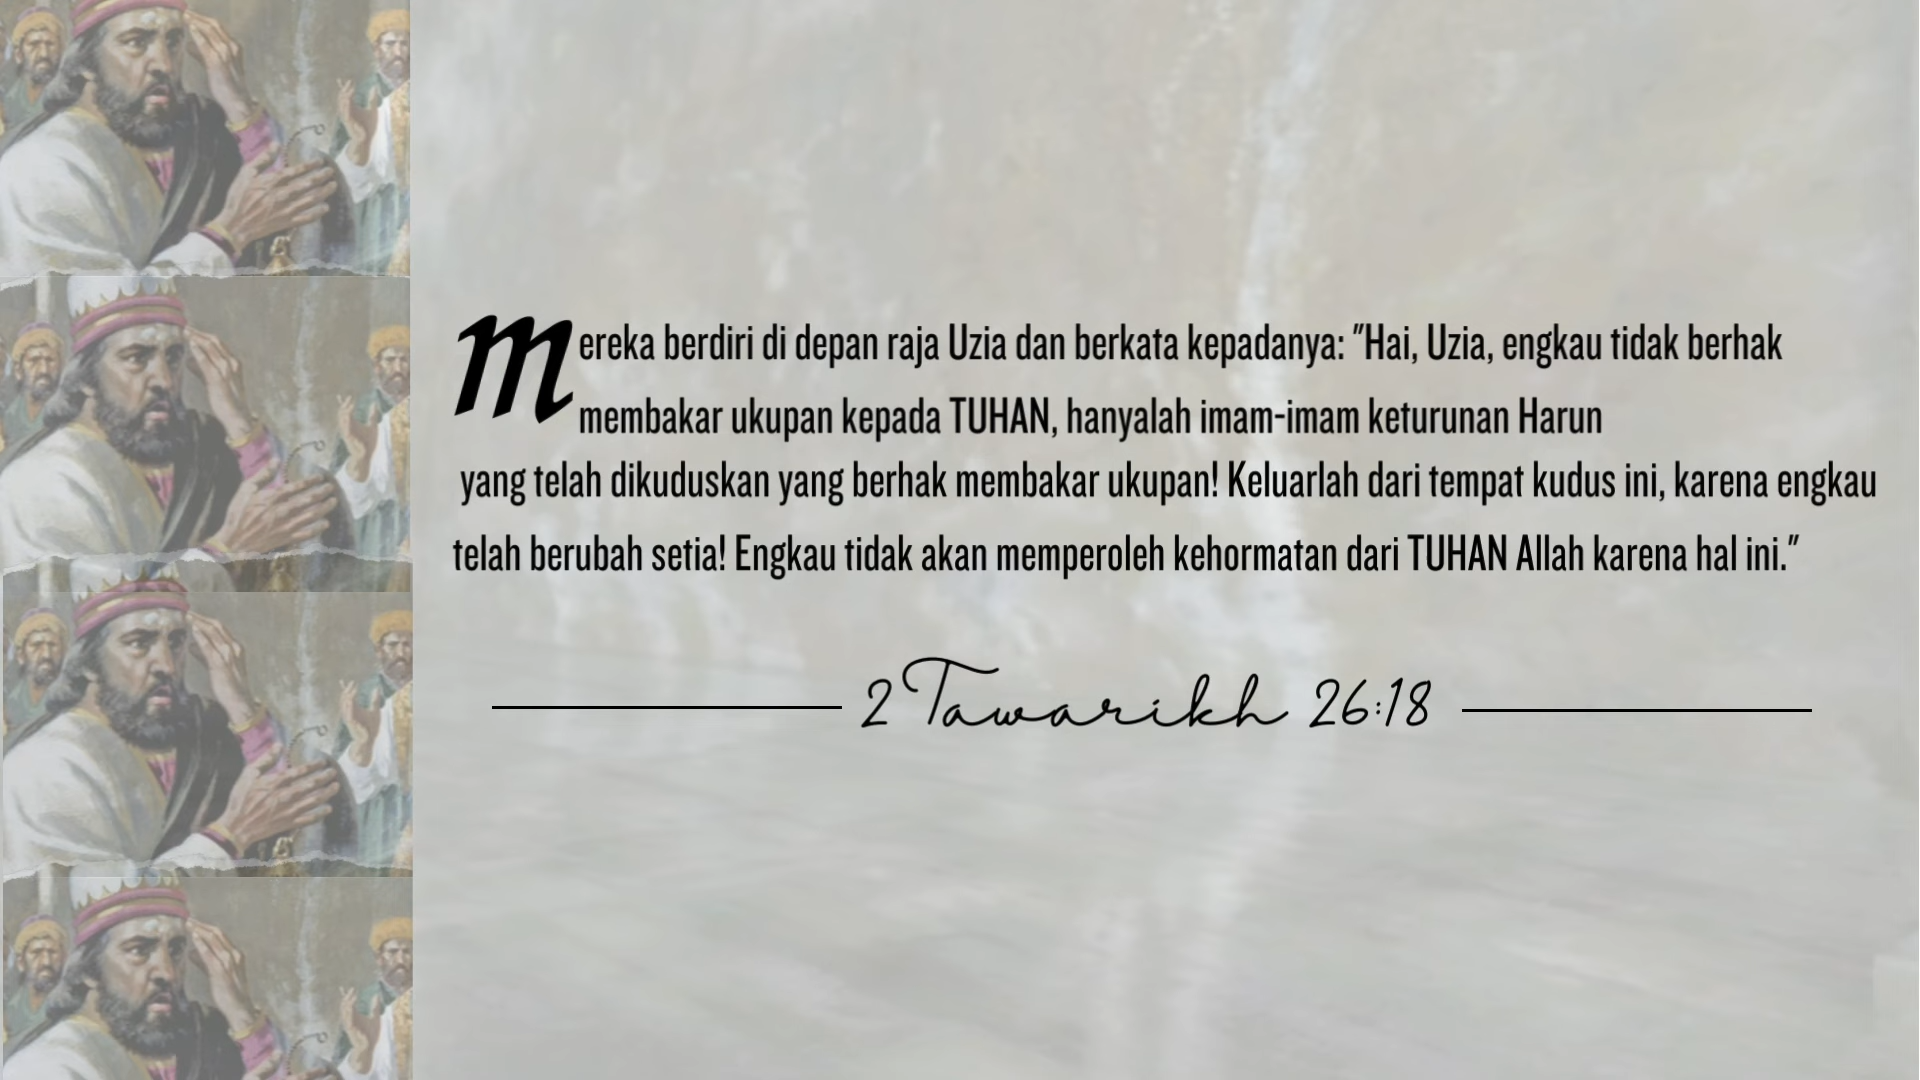 Mereka berdiri di depan raja Uzia dan berkata kepadanya: "Hai, Uzia, engkau tidak berhak
membakar ukupan kepada TUHAN, hanyalah imam-imam keturunan Harun
yang telah dikuduskan yang berhak membakar ukupan! Keluarlah dari tempat kudus ini, karena engkau
telah berubah setia! Engkau tidak akan memperoleh kehormatan dari TUHAN Allah karena hal ini."
2 Tawarikh 26:18